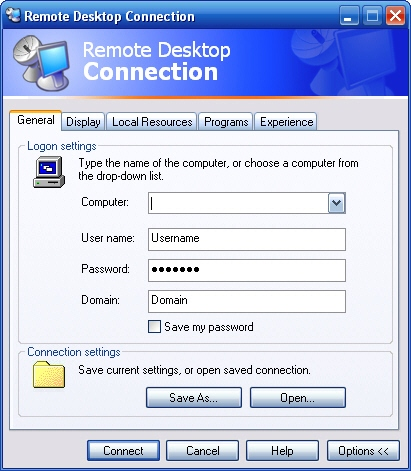 Remote Desktop Connection
Remote Desktop
Connection
General Display Local Resources Programs Experience
Logon settings
Type the name of the computer, or choose a computer from
the drop-down list.
Computer:
User name: Username
Password: •••••••
Domain: Domain
Save my password
Connection settings
Save current settings, or open saved connection.
Save As... Open...
Connect Cancel Help Options <<